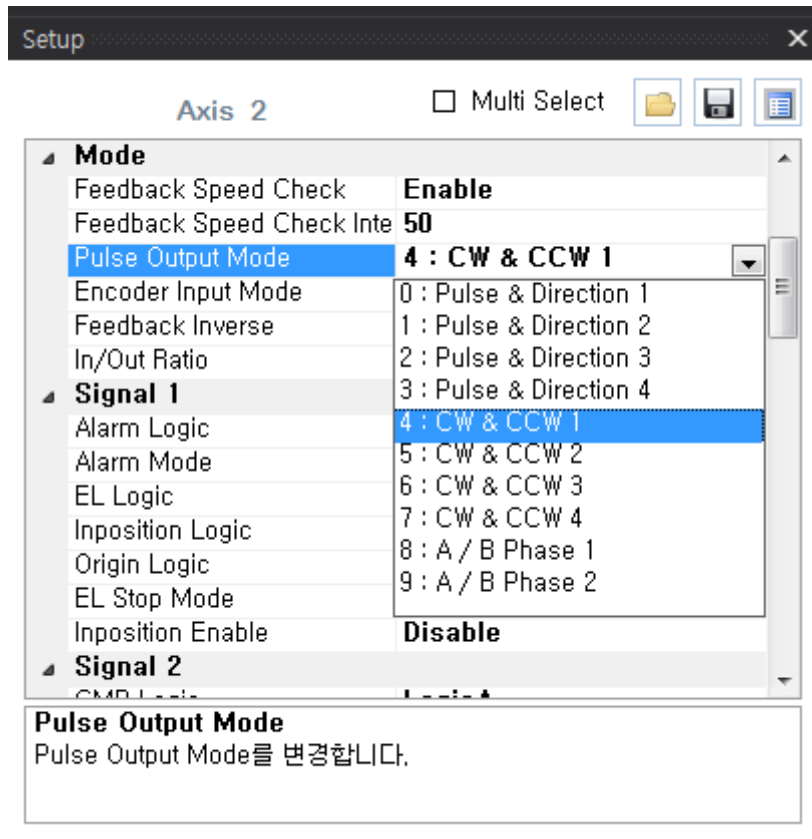 Setup
Axis 2
Multi Select
Mode
Feedback Speed Check Enable
Feedback Speed Check Inte 50
Pulse Output Mode 4 : CW & CCW 1
Encoder Input Mode
0 : Pulse & Direction 1
Feedback Inverse
1 : Pulse & Direction 2
In/Out Ratio
2 : Pulse & Direction 3
Signal 1
3 : Pulse & Direction 4
Alarm Logic
4 : CW & CCW 1
Alarm Mode
5 : CW & CCW 2
EL Logic
6 : CW & CCW 3
Inposition Logic
7 : CW & CCW 4
Origin Logic
8 : A / B Phase 1
EL Stop Mode
9 : A / B Phase 2
Inposition Enable Disable
Signal 2
Pulse Output Mode
Pulse Output Mode를 변경합니다.